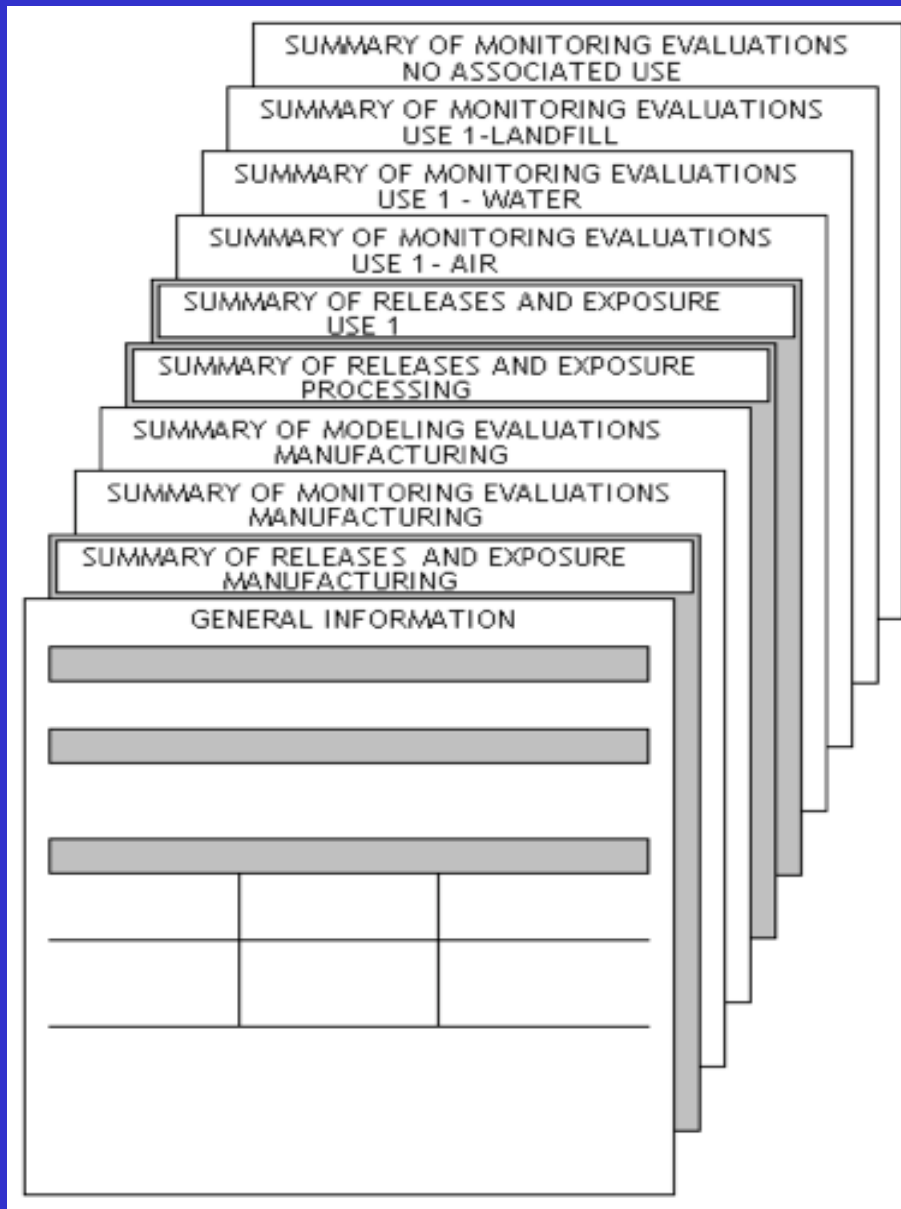 SUMMARY OF MONITORING EVALUATIONS
NO ASSOCIATED USE
SUMMARY OF MONITORING EVALUATIONS
USE 1-LANDFILL
SUMMARY OF MONITORING EVALUATIONS
USE 1 - WATER
SUMMARY OF MONITORING EVALUATIONS
USE 1 - AIR
SUMMARY OF RELEASES AND EXPOSURE
USE 1
SUMMARY OF RELEASES AND EXPOSURE
PROCESSING
SUMMARY OF MODELING EVALUATIONS
MANUFACTURING
SUMMARY OF MONITORING EVALUATIONS
MANUFACTURING
SUMMARY OF RELEASES AND EXPOSURE
MANUFACTURING
GENERAL INFORMATION